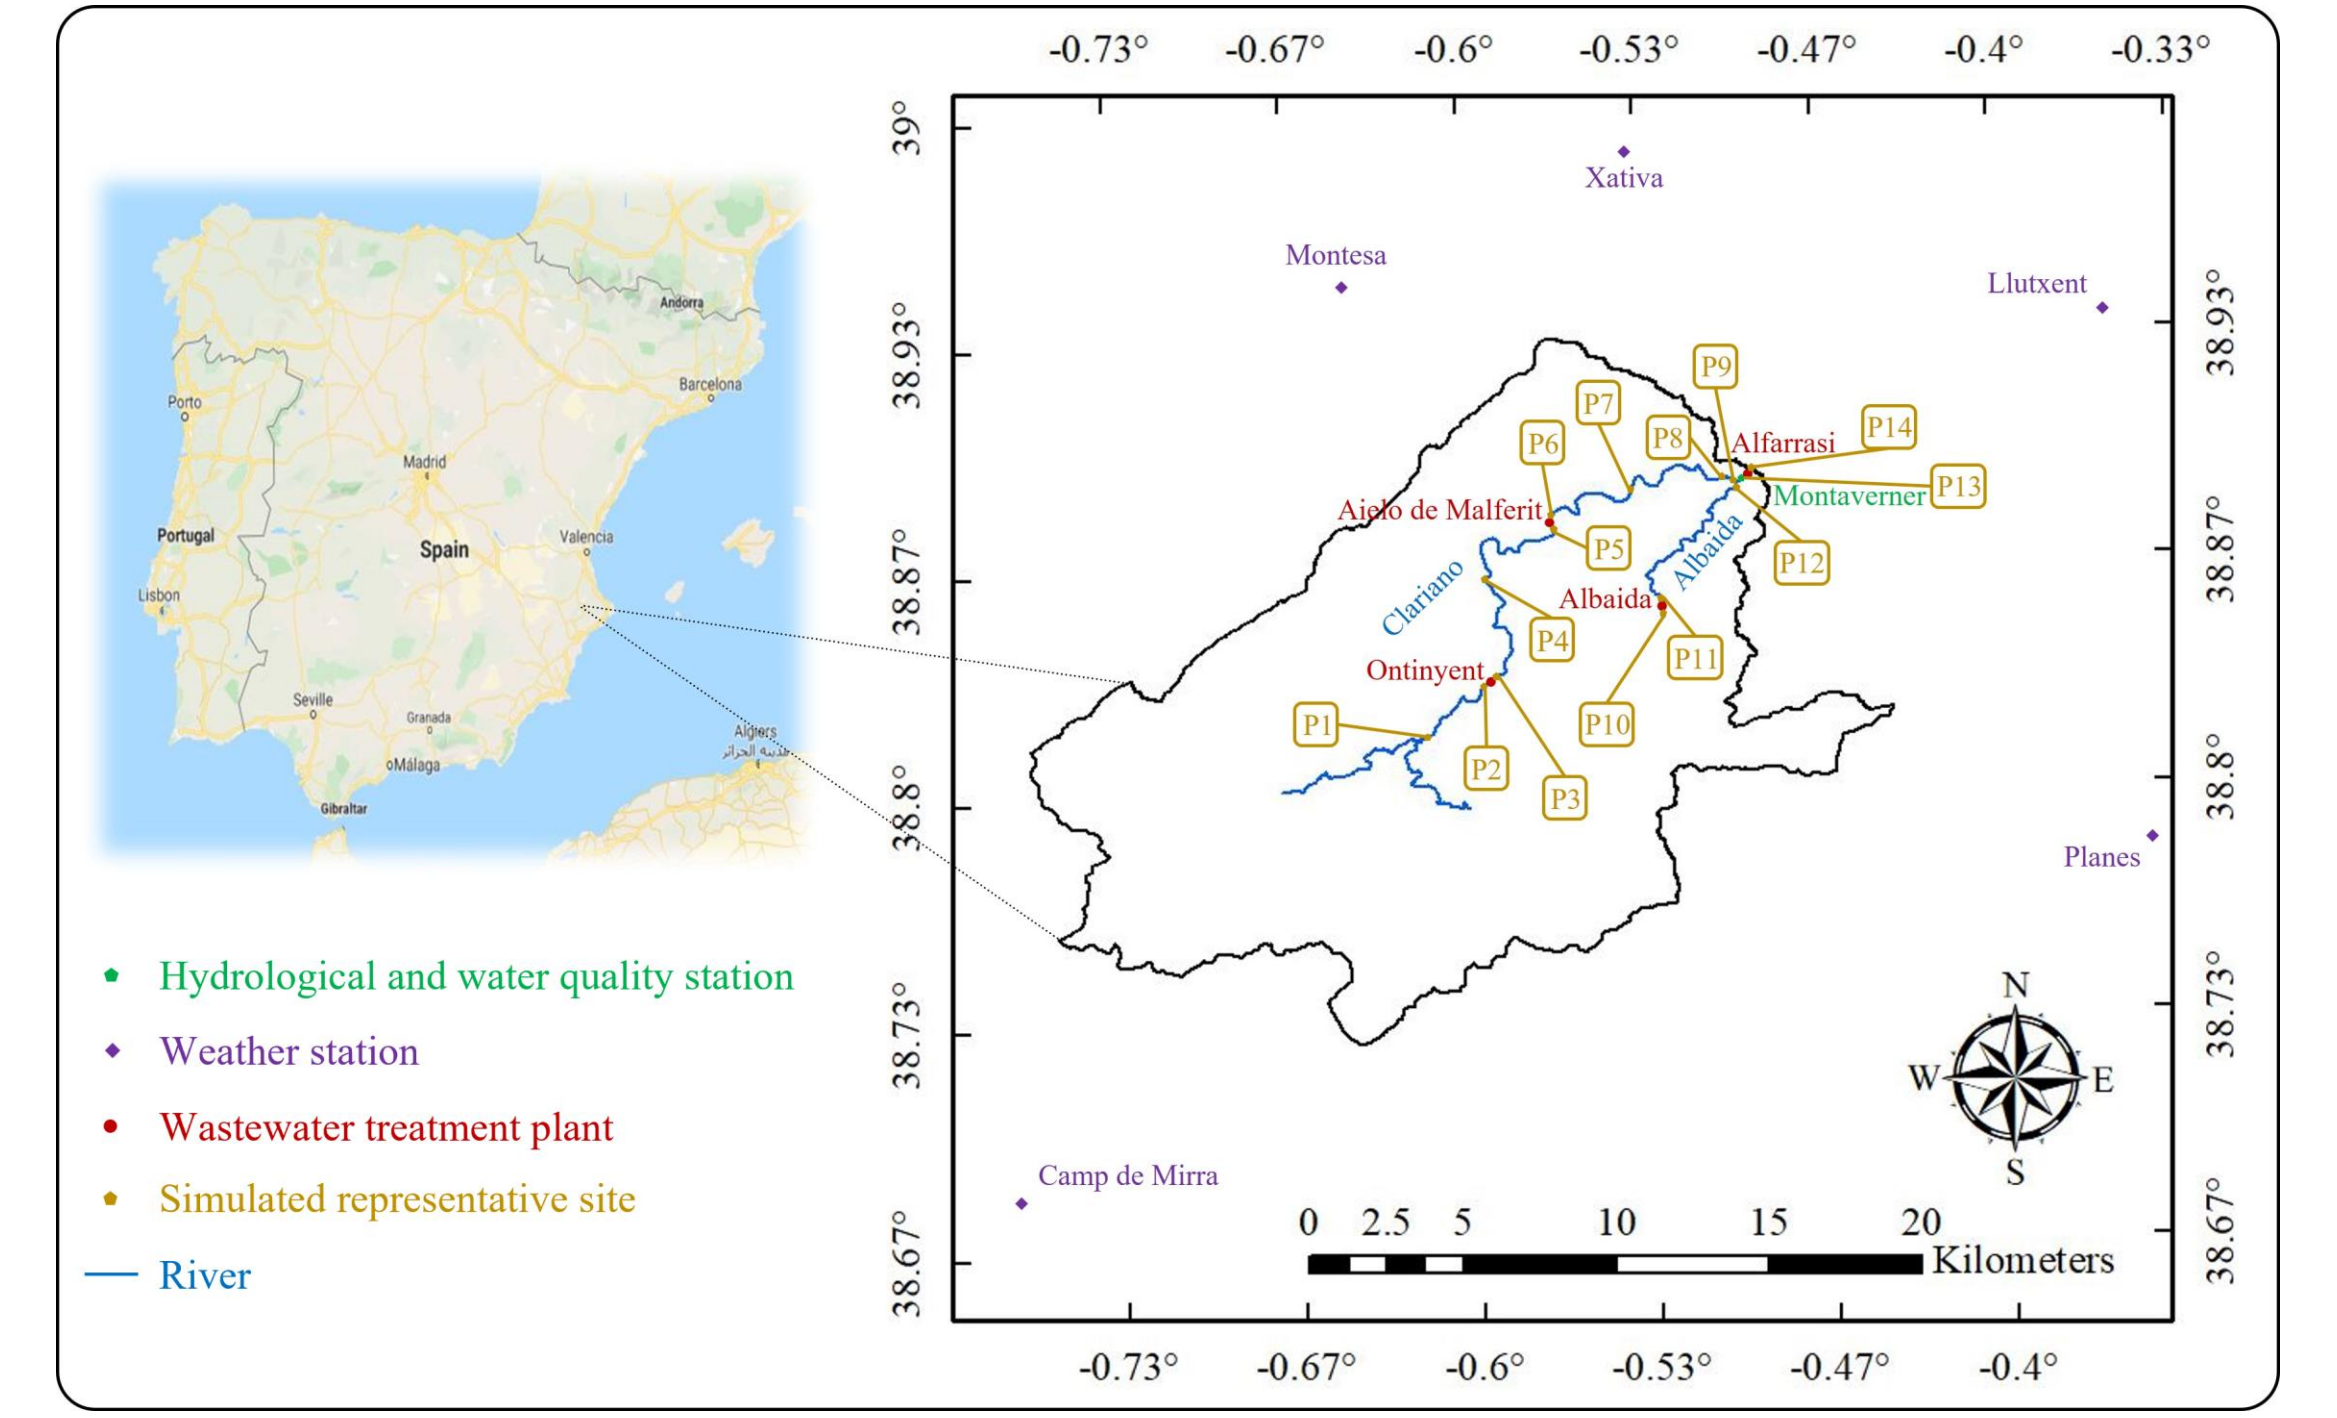 -0.73°
-0.67°
-0.6°
-0.53°
-0.47°
-0.4°
-0.33°
39°
38.93°
38.87°
38.8°
38.73°
38.67°
38.93°
38.87°
38.8°
38.73°
38.67°
-0.73°
-0.67°
-0.6°
-0.53°
-0.47°
-0.4°
Andorra
Barcelona
Porto
Madrid
Portugal
Spain
Valencia
Lisbon
Seville
Granada
Málaga
Algiers
Gibraltar
Xativa
Montesa
Llutxent
P9
P7
P14
P6
P8
Alfarrasi
P13
Montaverner
Aielo de Malferit
P5
P12
Albaida
Clariano
Albaida
P4
P11
Ontinyent
P1
P10
P2
P3
Planes
Camp de Mirra
N
W
E
S
0 2.5 5 10 15 20
Kilometers
Hydrological and water quality station
Weather station
Wastewater treatment plant
Simulated representative site
River